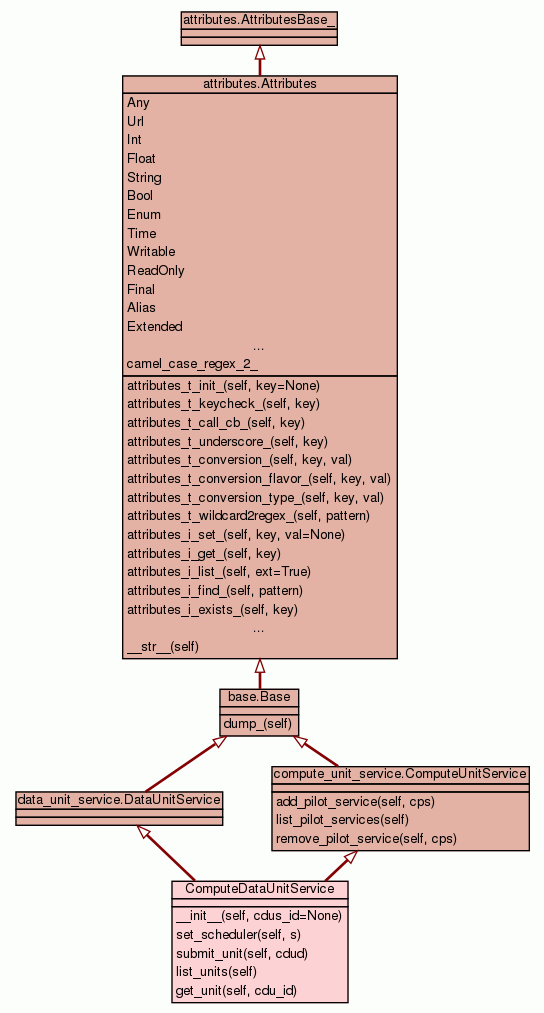 attributes.AttributesBase_
attributes.Attributes
Any
Url
Int
Float
String
Bool
Enum
Time
Writable
ReadOnly
Final
Alias
Extended
...
camel_case_regex_2_
attributes_t_init_(self, key=None)
attributes_t_keycheck_(self, key)
attributes_t_call_cb_(self, key)
attributes_t_underscore_(self, key)
attributes_t_conversion_(self, key, val)
attributes_t_conversion_flavor_(self, key, val)
attributes_t_conversion_type_(self, key, val)
attributes_t_wildcard2regex_(self, pattern)
attributes_i_set_(self, key, val=None)
attributes_i_get_(self, key)
attributes_i_list_(self, ext=True)
attributes_i_find_(self, pattern)
attributes_i_exists_(self, key)
...
__str__(self)
base.Base
dump_(self)
data_unit_service.DataUnitService
compute_unit_service.ComputeUnitService
add_pilot_service(self, cps)
list_pilot_services(self)
remove_pilot_service(self, cps)
ComputeDataUnitService
__init__(self, cdus_id=None)
set_scheduler(self, s)
submit_unit(self, cdud)
list_units(self)
get_unit(self, cdu_id)